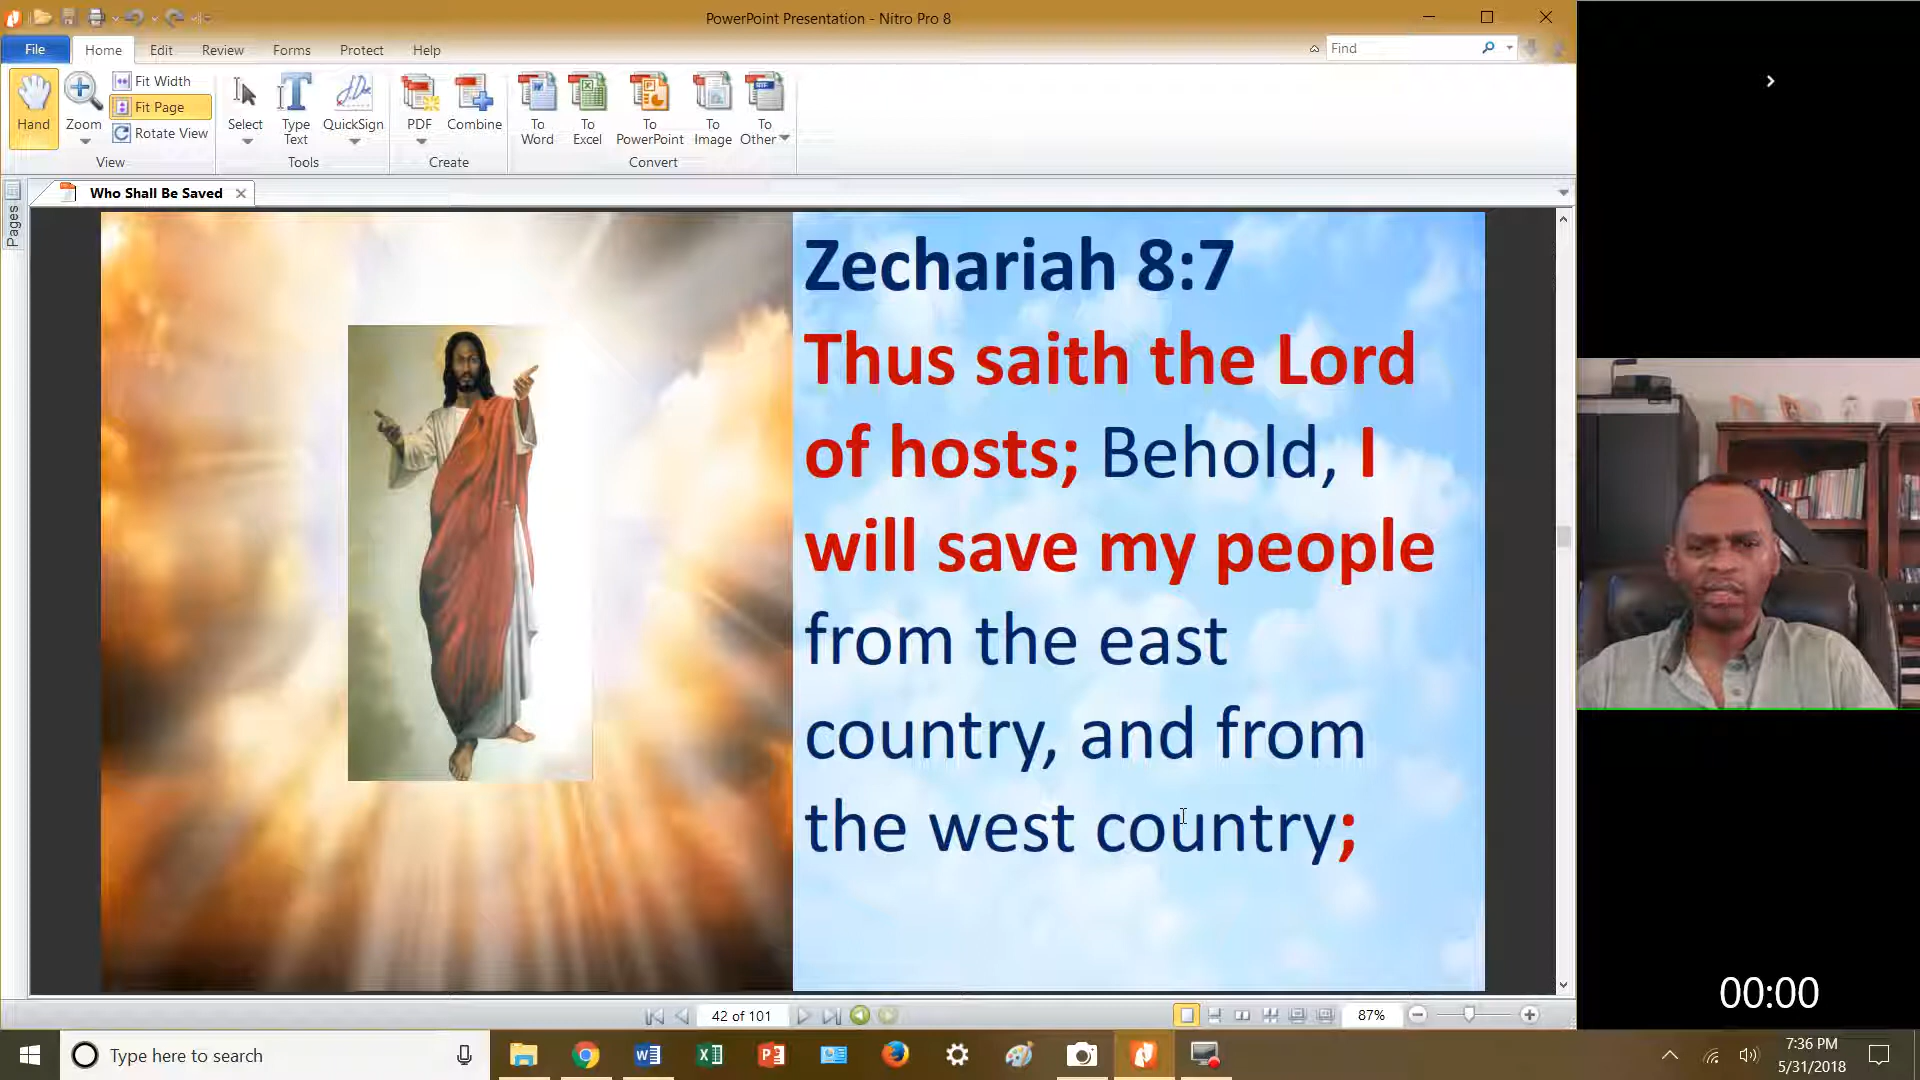 PowerPoint Presentation - Nitro Pro 8
File
Home
Edit
Review
Forms
Protect
Help
Find
Hand
Zoom
Fit Width
Fit Page
Rotate View
View
Select
Type
Text
QuickSign
Tools
PDF
Combine
Create
To
Word
To
Excel
To
PowerPoint
To
Image
To
Other
Convert
Pages
Who Shall Be Saved
Zechariah 8:7
Thus saith the Lord
of hosts; Behold, I
will save my people
from the east
country, and from
the west country;
00:00
42 of 101
87%
Type here to search
7:36 PM
5/31/2018